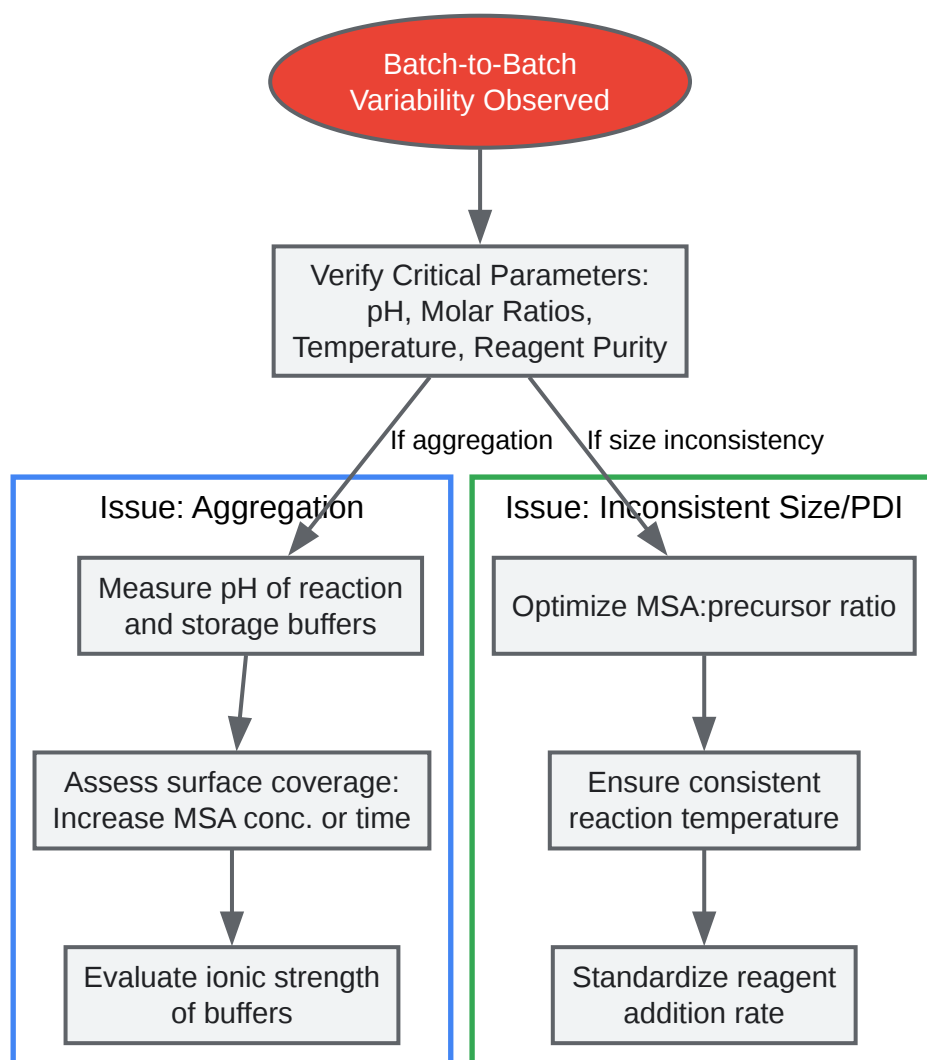 Batch-to-Batch
Variability Observed
Verify Critical Parameters:
pH, Molar Ratios,
Temperature, Reagent Purity
If aggregation
If size inconsistency
Issue: Aggregation
Measure pH of reaction
and storage buffers
Assess surface coverage:
Increase MSA conc. or time
Evaluate ionic strength
of buffers
Issue: Inconsistent Size/PDI
Optimize MSA:precursor ratio
Ensure consistent
reaction temperature
Standardize reagent
addition rate